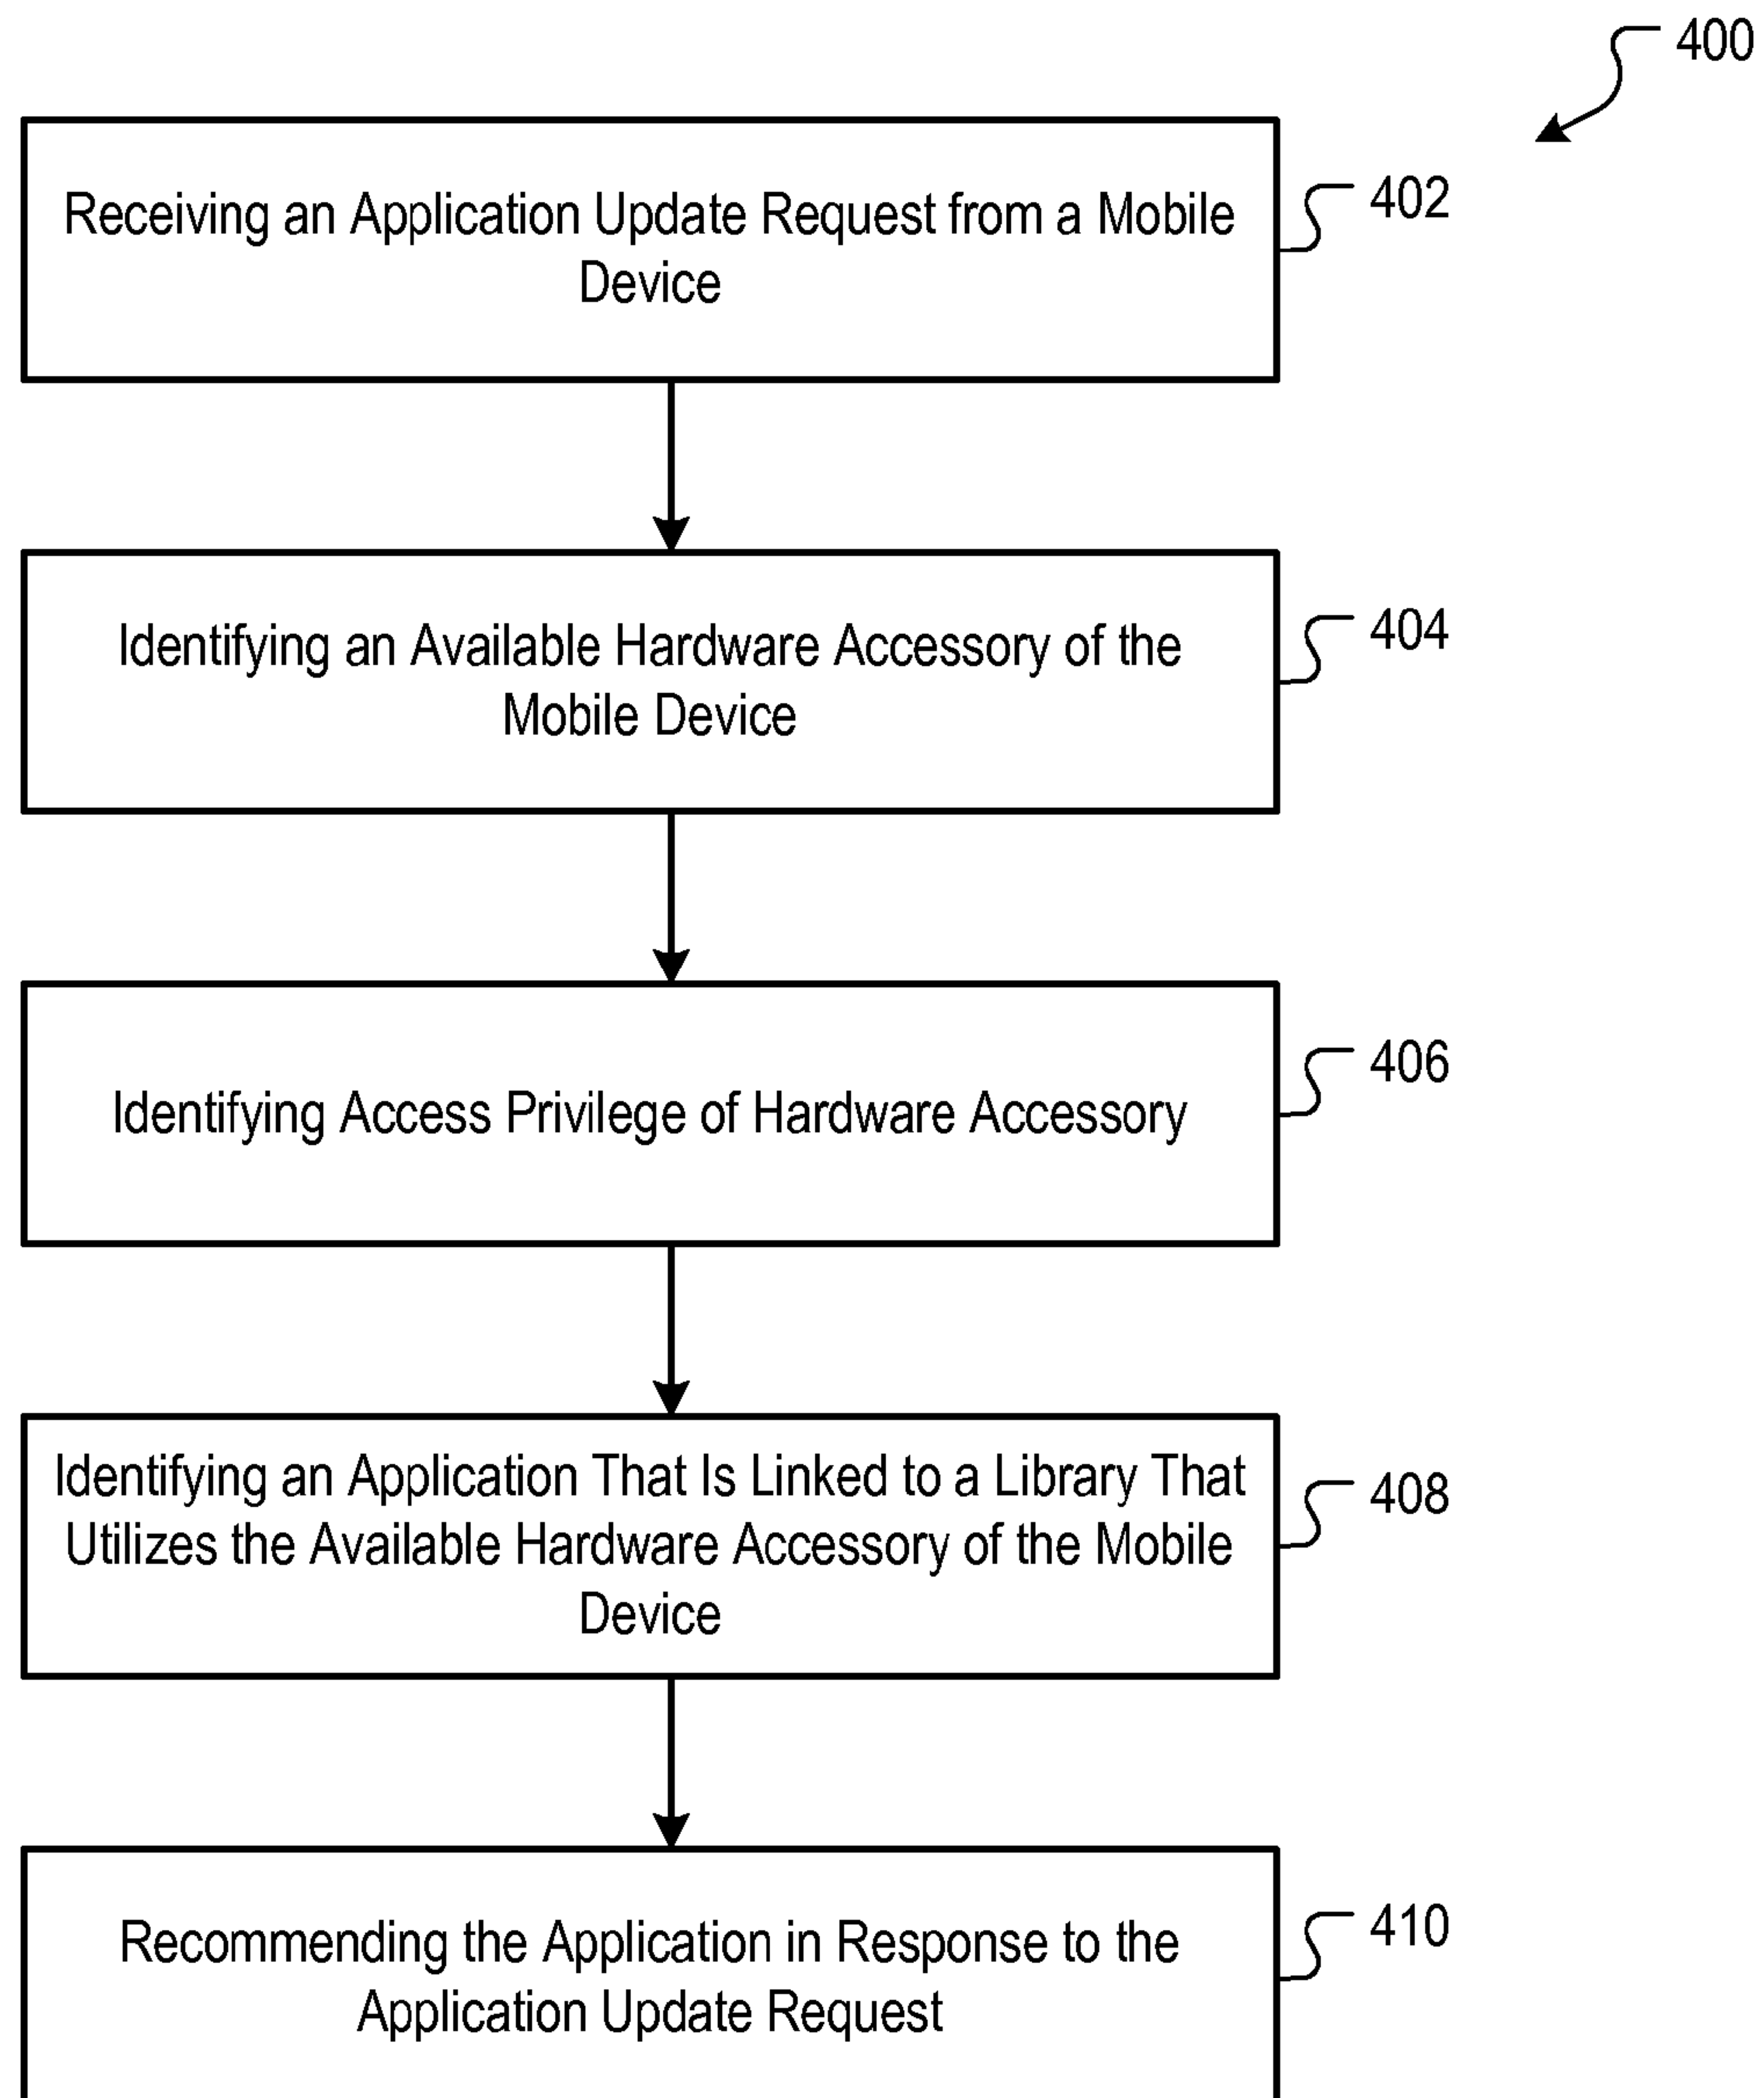 400
Receiving an Application Update Request from a Mobile
Device
402
Identifying an Available Hardware Accessory of the
Mobile Device
404
Identifying Access Privilege of Hardware Accessory
406
Identifying an Application That Is Linked to a Library That
Utilizes the Available Hardware Accessory of the Mobile
Device
408
Recommending the Application in Response to the
Application Update Request
410